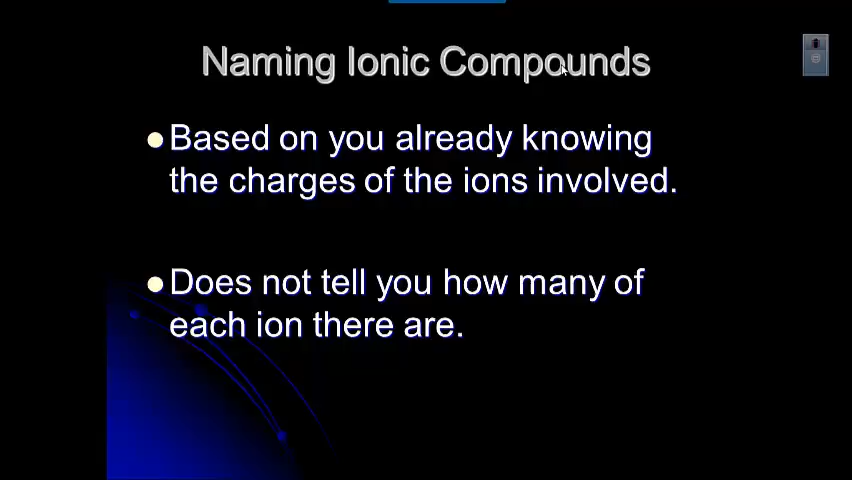 Naming Ionic Compounds
● Based on you already knowing
the charges of the ions involved.
● Does not tell you how many of
each ion there are.